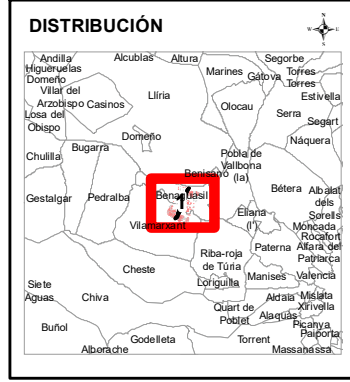 DISTRIBUCIÓN
N
W E
S
Andilla Alcublas Altura Segorbe
Higueruelas Marines Gátova Torres
Domeño Torres
Villar del Estivella
Arzobispo Casinos Llíria Olocau
Losa del Serra Segart
Obispo Domeño
Bugarra Náquera
Chulilla Pobla de
Vallbona
Benisanó (la)
Gestalgar Pedralba Benaguasil Bétera Albalat
dels
1 Eliana Sorells
(l') Moncada
Vilamarxant Rocafort
Paterna Alfara del
Riba-roja Patriarca
Cheste de Túria Manises Valencia
Loriguilla
Siete Aldaia Mislata
Aguas Chiva Quart de Xirivella
Poblet Alaquàs
Buñol Picanya
Paiporta
Godelleta Torrent
Alborache Massanassa